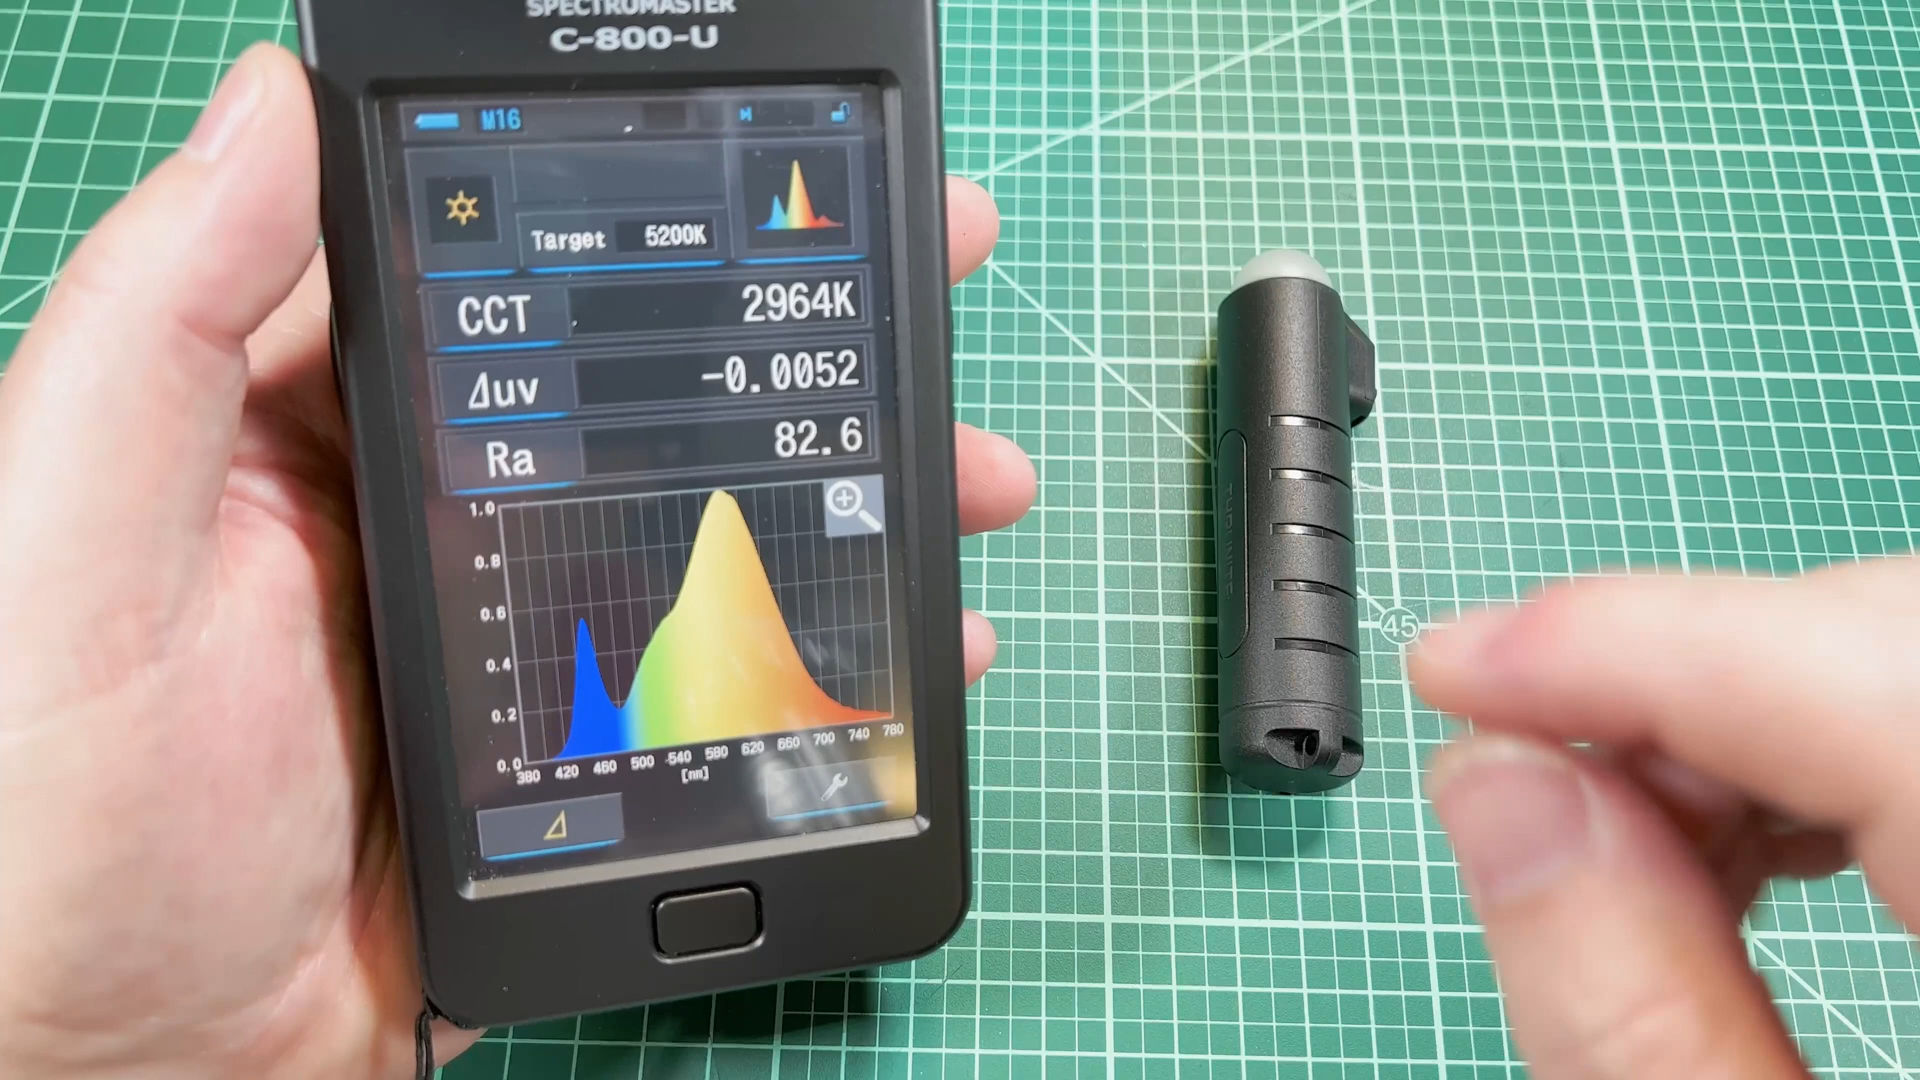 SPECTROMASTER
C-800-U
M16
Target 5200K
CCT 2964K
Δuv -0.0052
Ra 82.6
1.0
0.8
0.6
0.4
0.2
0.0
380 420 460 500 540 580 620 660 700 740 780
[nm]
THRUNITE
45